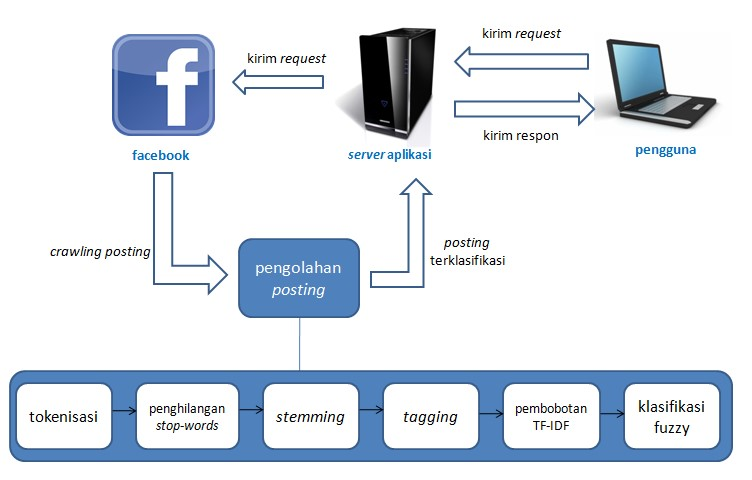 kirim request
kirim request
kirim respon
f
facebook
server aplikasi
pengguna
crawling posting
pengolahan
posting
posting
terklasifikasi
tokenisasi
penghilangan
stop-words
stemming
tagging
pembobotan
TF-IDF
klasifikasi
fuzzy